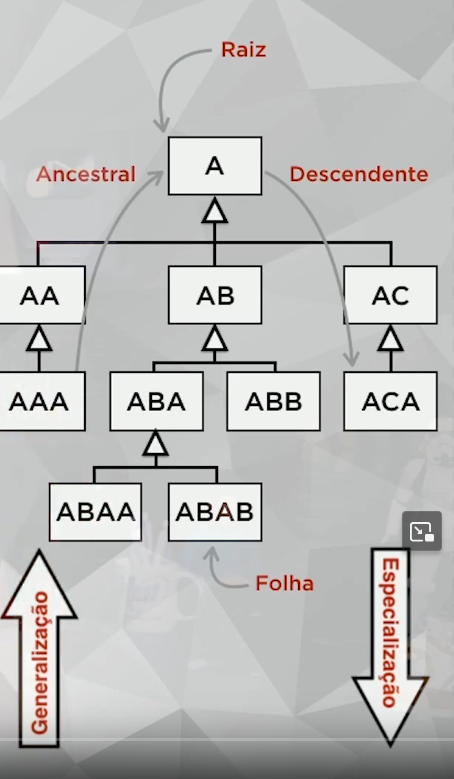 Raiz
A
Ancestral
Descendente
AA
AB
AC
AAA
ABA
ABB
ACA
ABAA
ABAB
Folha
Generalização
Especialização